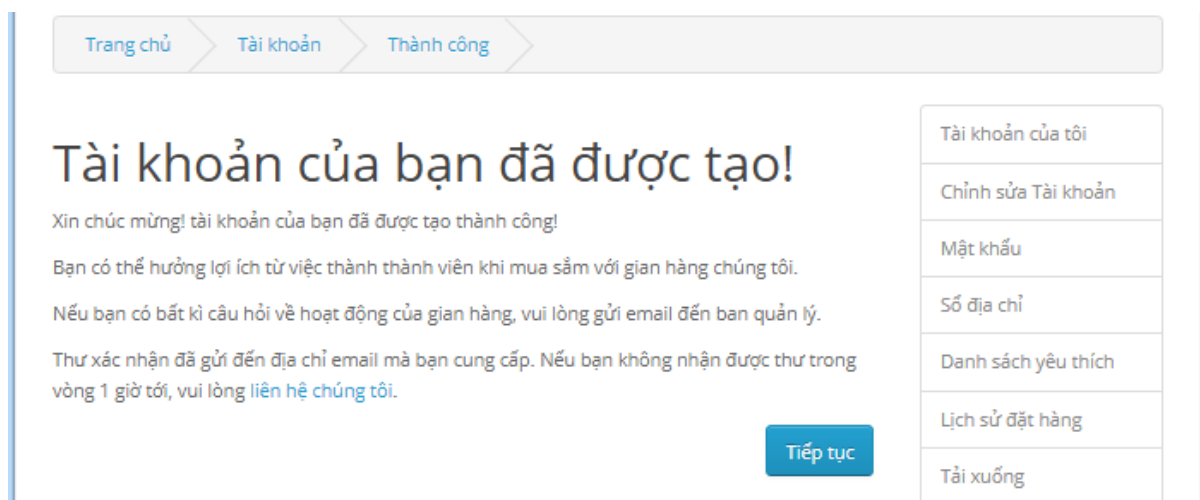 Trang chủ
Tài khoản
Thành công
Tài khoản của bạn đã được tạo!
Xin chúc mừng! tài khoản của bạn đã được tạo thành công!
Bạn có thể hưởng lợi ích từ việc thành thành viên khi mua sắm với gian hàng chúng tôi.
Nếu bạn có bất kì câu hỏi về hoạt động của gian hàng, vui lòng gửi email đến ban quản lý.
Thư xác nhận đã gửi đến địa chỉ email mà bạn cung cấp. Nếu bạn không nhận được thư trong
vòng 1 giờ tới, vui lòng liên hệ chúng tôi.
Tiếp tục
Tài khoản của tôi
Chỉnh sửa Tài khoản
Mật khẩu
Sổ địa chỉ
Danh sách yêu thích
Lịch sử đặt hàng
Tải xuống